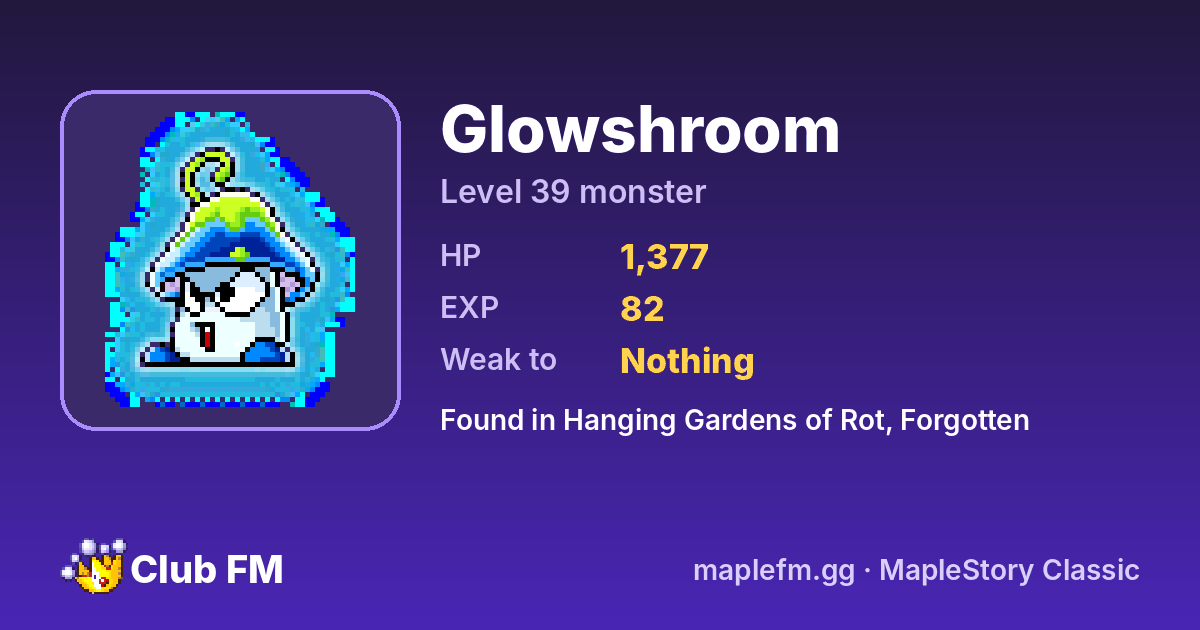 Glowshroom
Level 39 monster
HP 1,377
EXP 82
Weak to Nothing
Found in Hanging Gardens of Rot, Forgotten
Club FM
maplefm.gg · MapleStory Classic